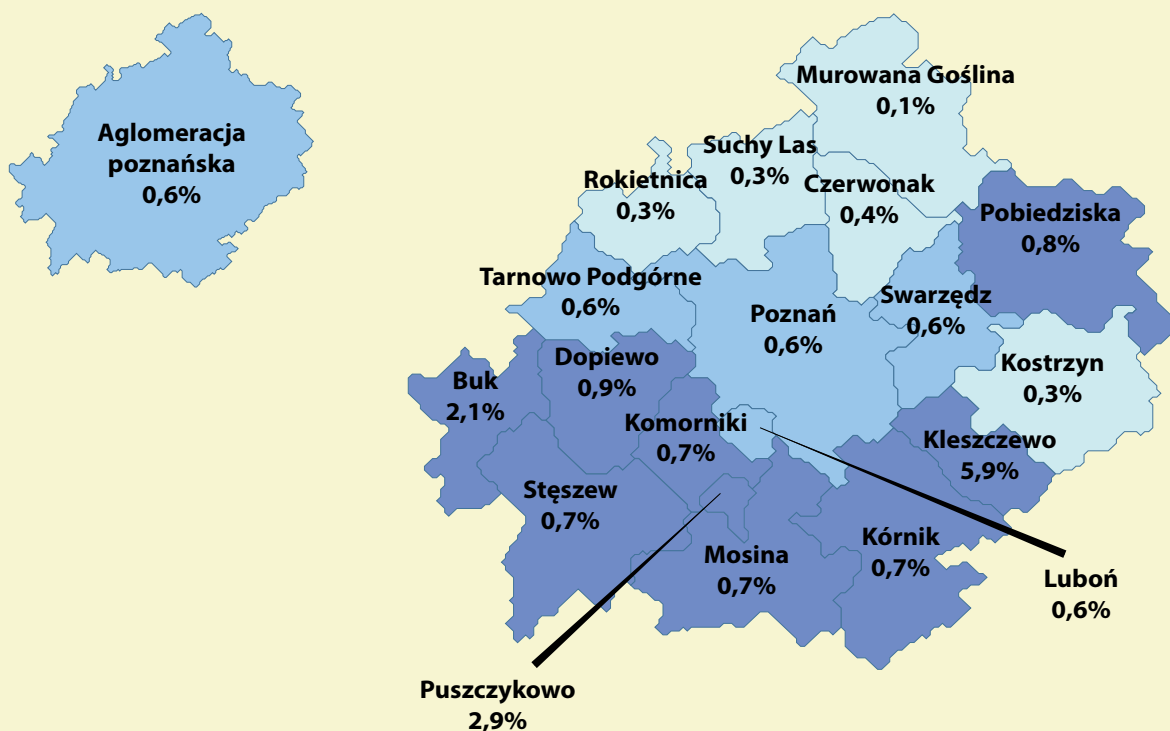 Aglomeracja
poznańska
0,6%
Murowana Goślina
0,1%
Suchy Las
0,3%
Rokietnica
0,3%
Czerwonak
0,4%
Pobiedziska
0,8%
Tarnowo Podgórne
0,6%
Poznań
0,6%
Swarzędz
0,6%
Dopiewo
0,9%
Buk
2,1%
Kostrzyn
0,3%
Komorniki
0,7%
Kleszczewo
5,9%
Stęszew
0,7%
Mosina
0,7%
Kórnik
0,7%
Luboń
0,6%
Puszczykowo
2,9%